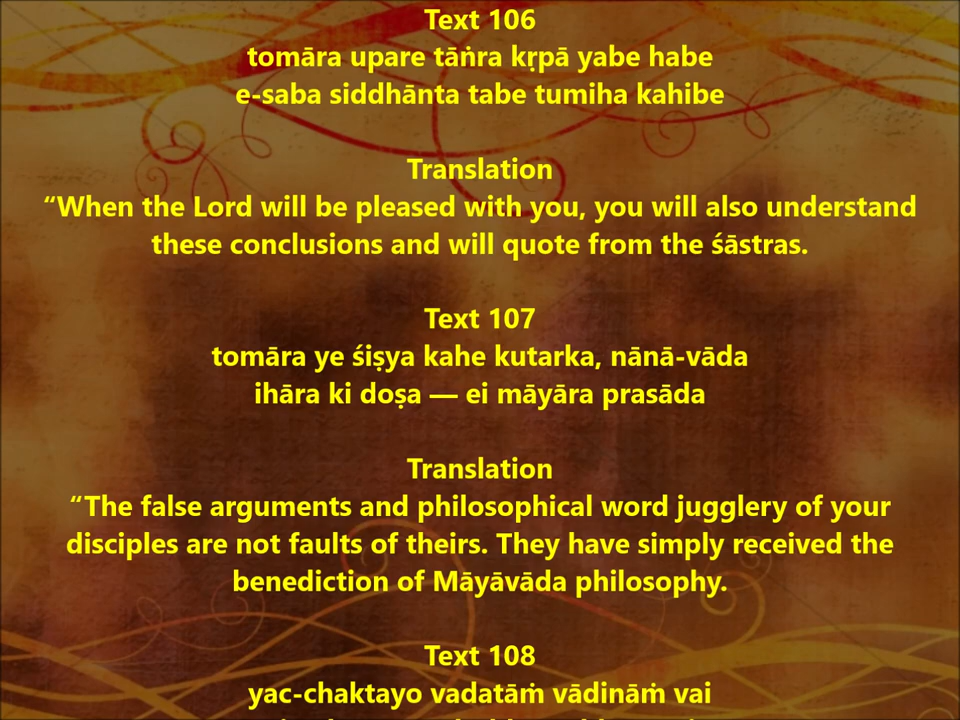 Text 106
tomāra upare tāṅra kṛpā yabe habe
e-saba siddhānta tabe tumiha kahibe
Translation
“When the Lord will be pleased with you, you will also understand
these conclusions and will quote from the śāstras.
Text 107
tomāra ye śiṣya kahe kutarka, nānā-vāda
ihāra ki doṣa — ei māyāra prasāda
Translation
“The false arguments and philosophical word jugglery of your
disciples are not faults of theirs. They have simply received the
benediction of Māyāvāda philosophy.
Text 108
yac-chaktayo vadatāṁ vādināṁ vai